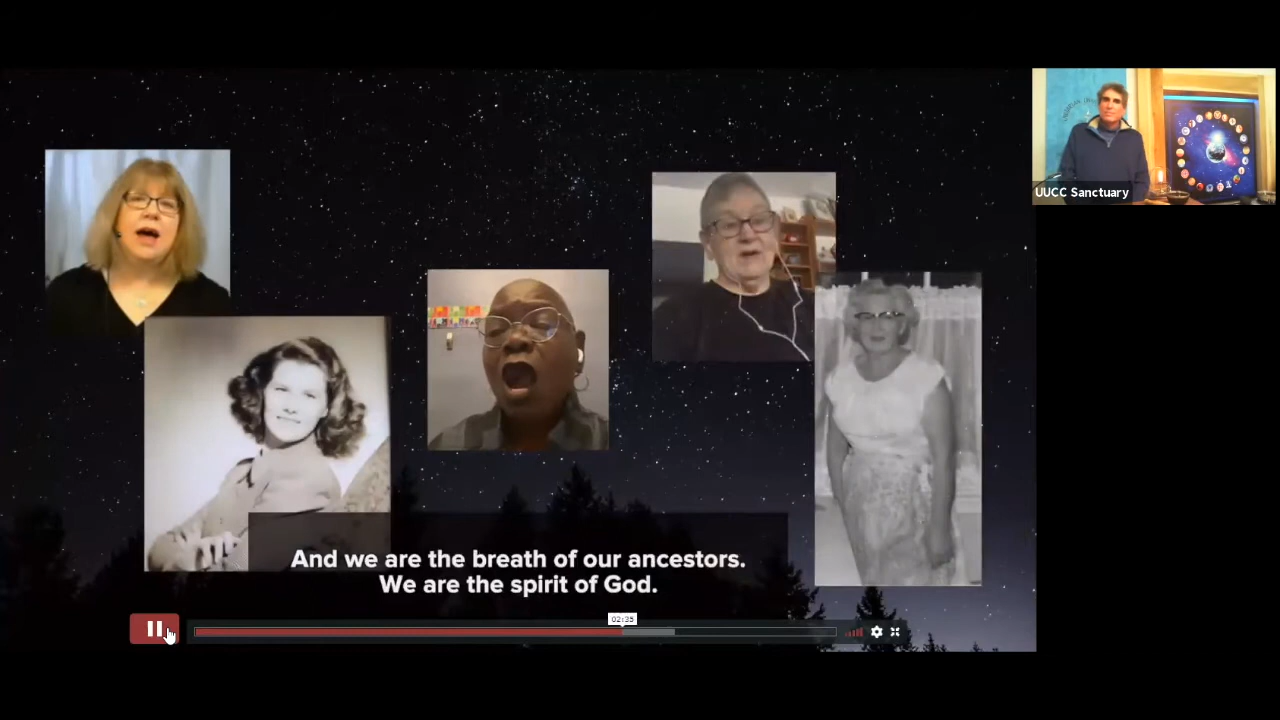 UUCC Sanctuary
And we are the breath of our ancestors.
We are the spirit of God.
02:35